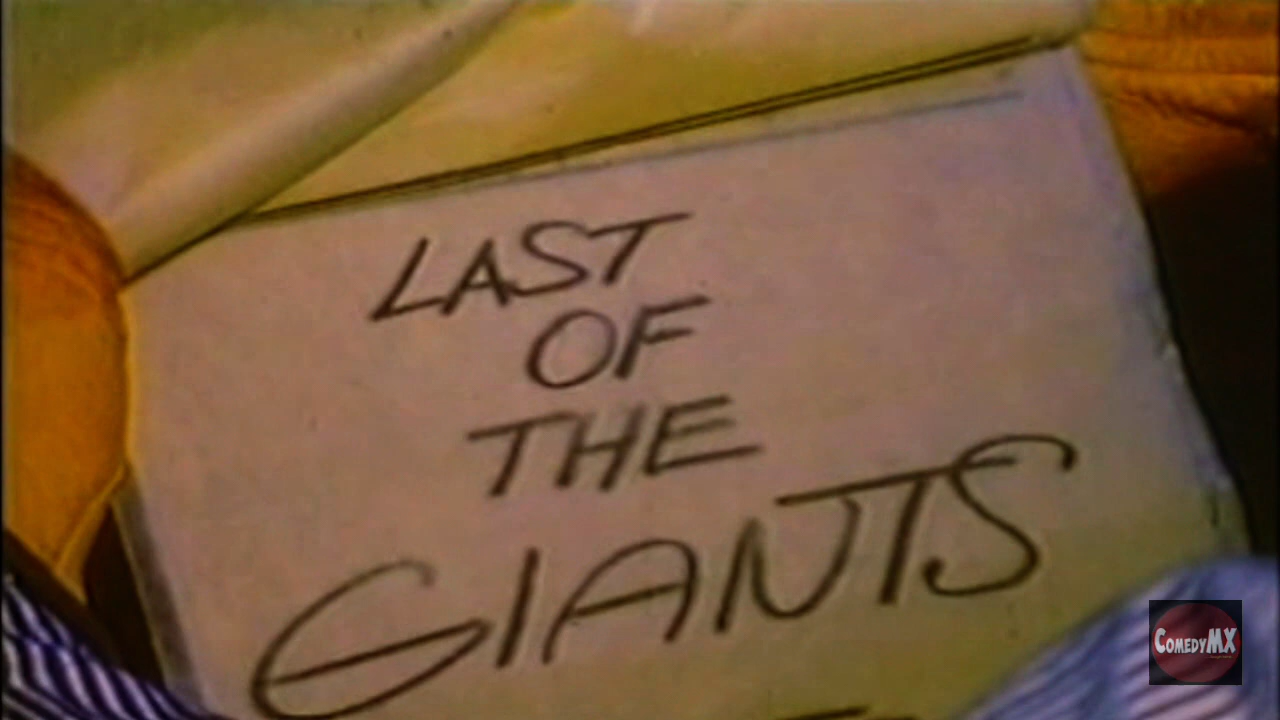 LAST
OF
THE
GIANTS
COMEDYMX